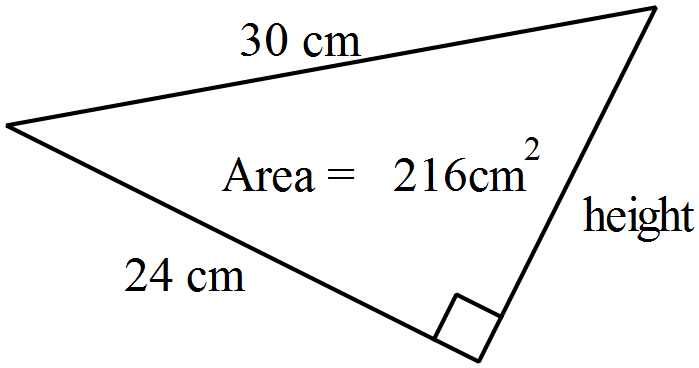 30 cm
Area = 216cm²
height
24 cm